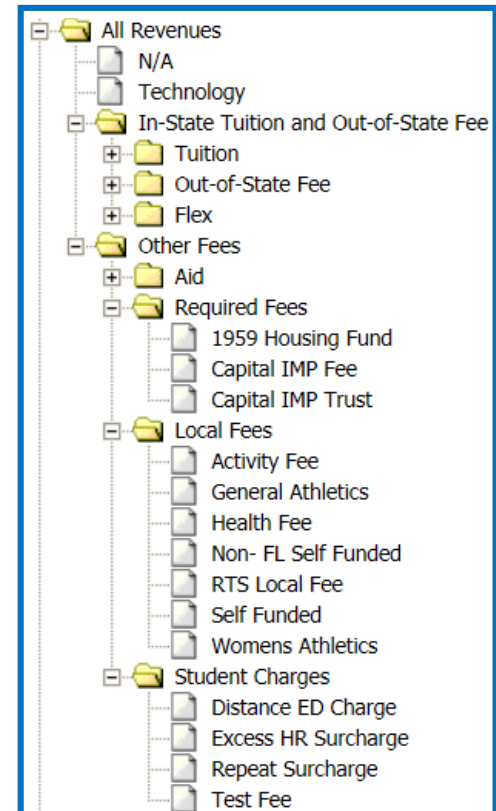 All Revenues
N/A
Technology
In-State Tuition and Out-of-State Fee
Tuition
Out-of-State Fee
Flex
Other Fees
Aid
Required Fees
1959 Housing Fund
Capital IMP Fee
Capital IMP Trust
Local Fees
Activity Fee
General Athletics
Health Fee
Non- FL Self Funded
RTS Local Fee
Self Funded
Womens Athletics
Student Charges
Distance ED Charge
Excess HR Surcharge
Repeat Surcharge
Test Fee